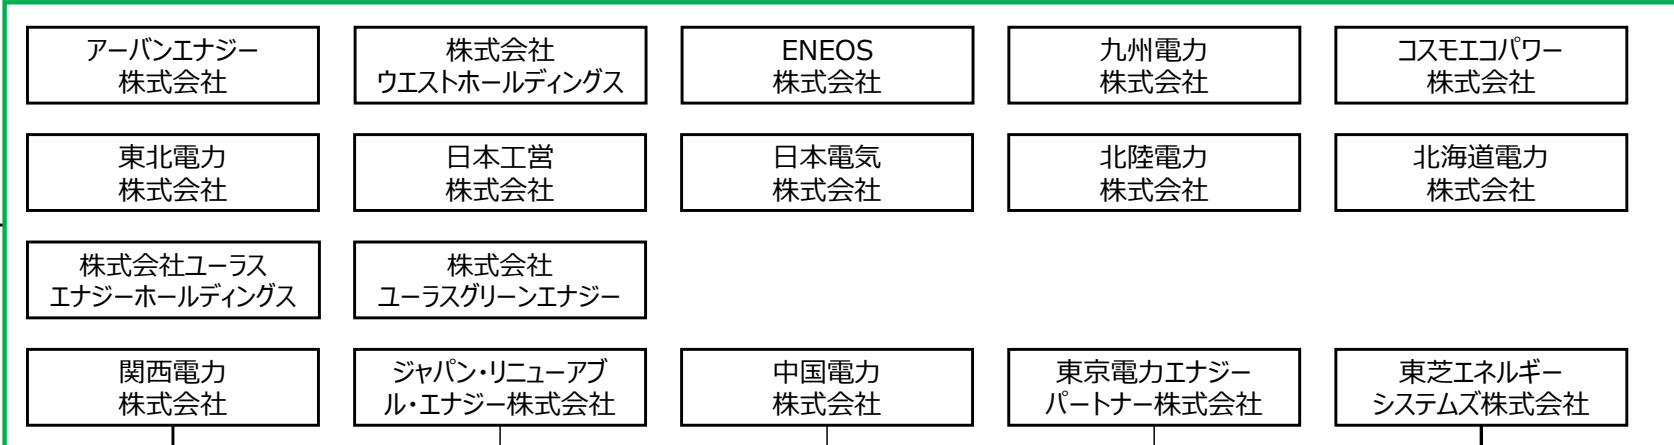 アーバンエナジー
株式会社
株式会社
ウエストホールディングス
ENEOS
株式会社
九州電力
株式会社
コスモエコパワー
株式会社
東北電力
株式会社
日本工営
株式会社
日本電気
株式会社
北陸電力
株式会社
北海道電力
株式会社
株式会社ユーラス
エナジーホールディングス
株式会社
ユーラスグリーンエナジー
関西電力
株式会社
ジャパン・リニューアブ
ル・エナジー株式会社
中国電力
株式会社
東京電力エナジー
パートナー株式会社
東芝エネルギー
システムズ株式会社